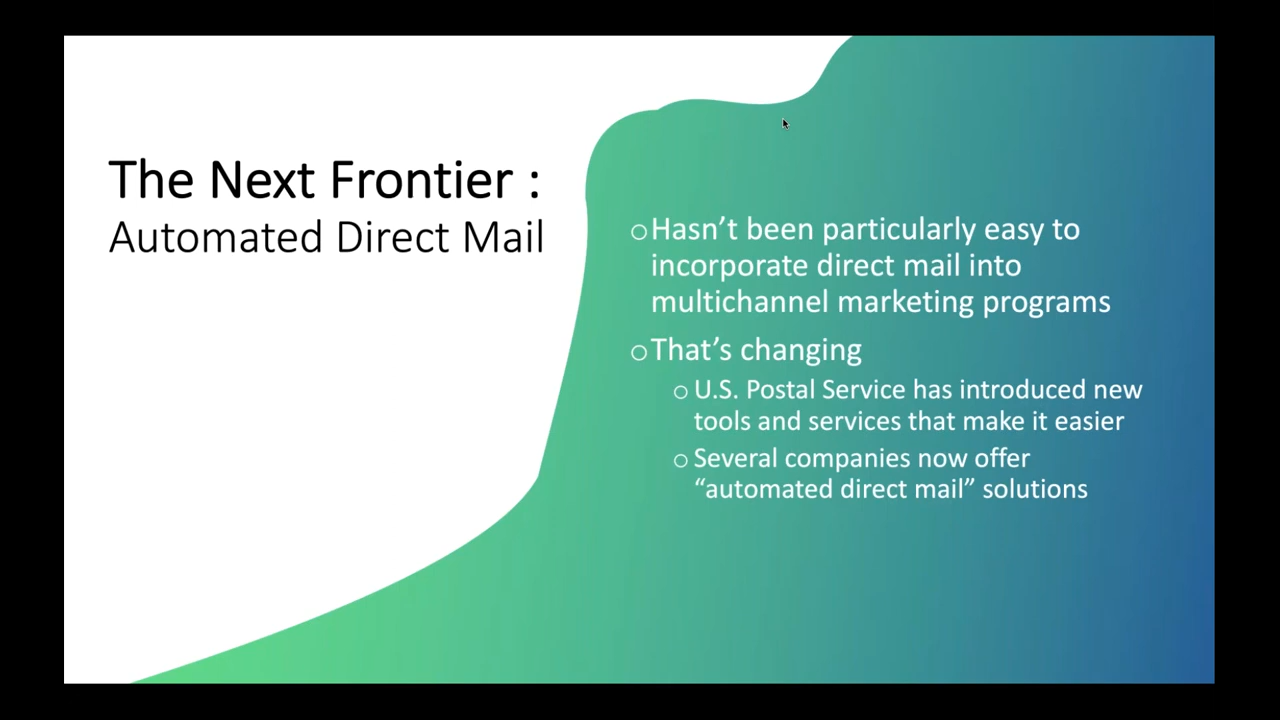 The Next Frontier :
Automated Direct Mail
○Hasn’t been particularly easy to
incorporate direct mail into
multichannel marketing programs
○That’s changing
○ U.S. Postal Service has introduced new
tools and services that make it easier
○ Several companies now offer
“automated direct mail” solutions